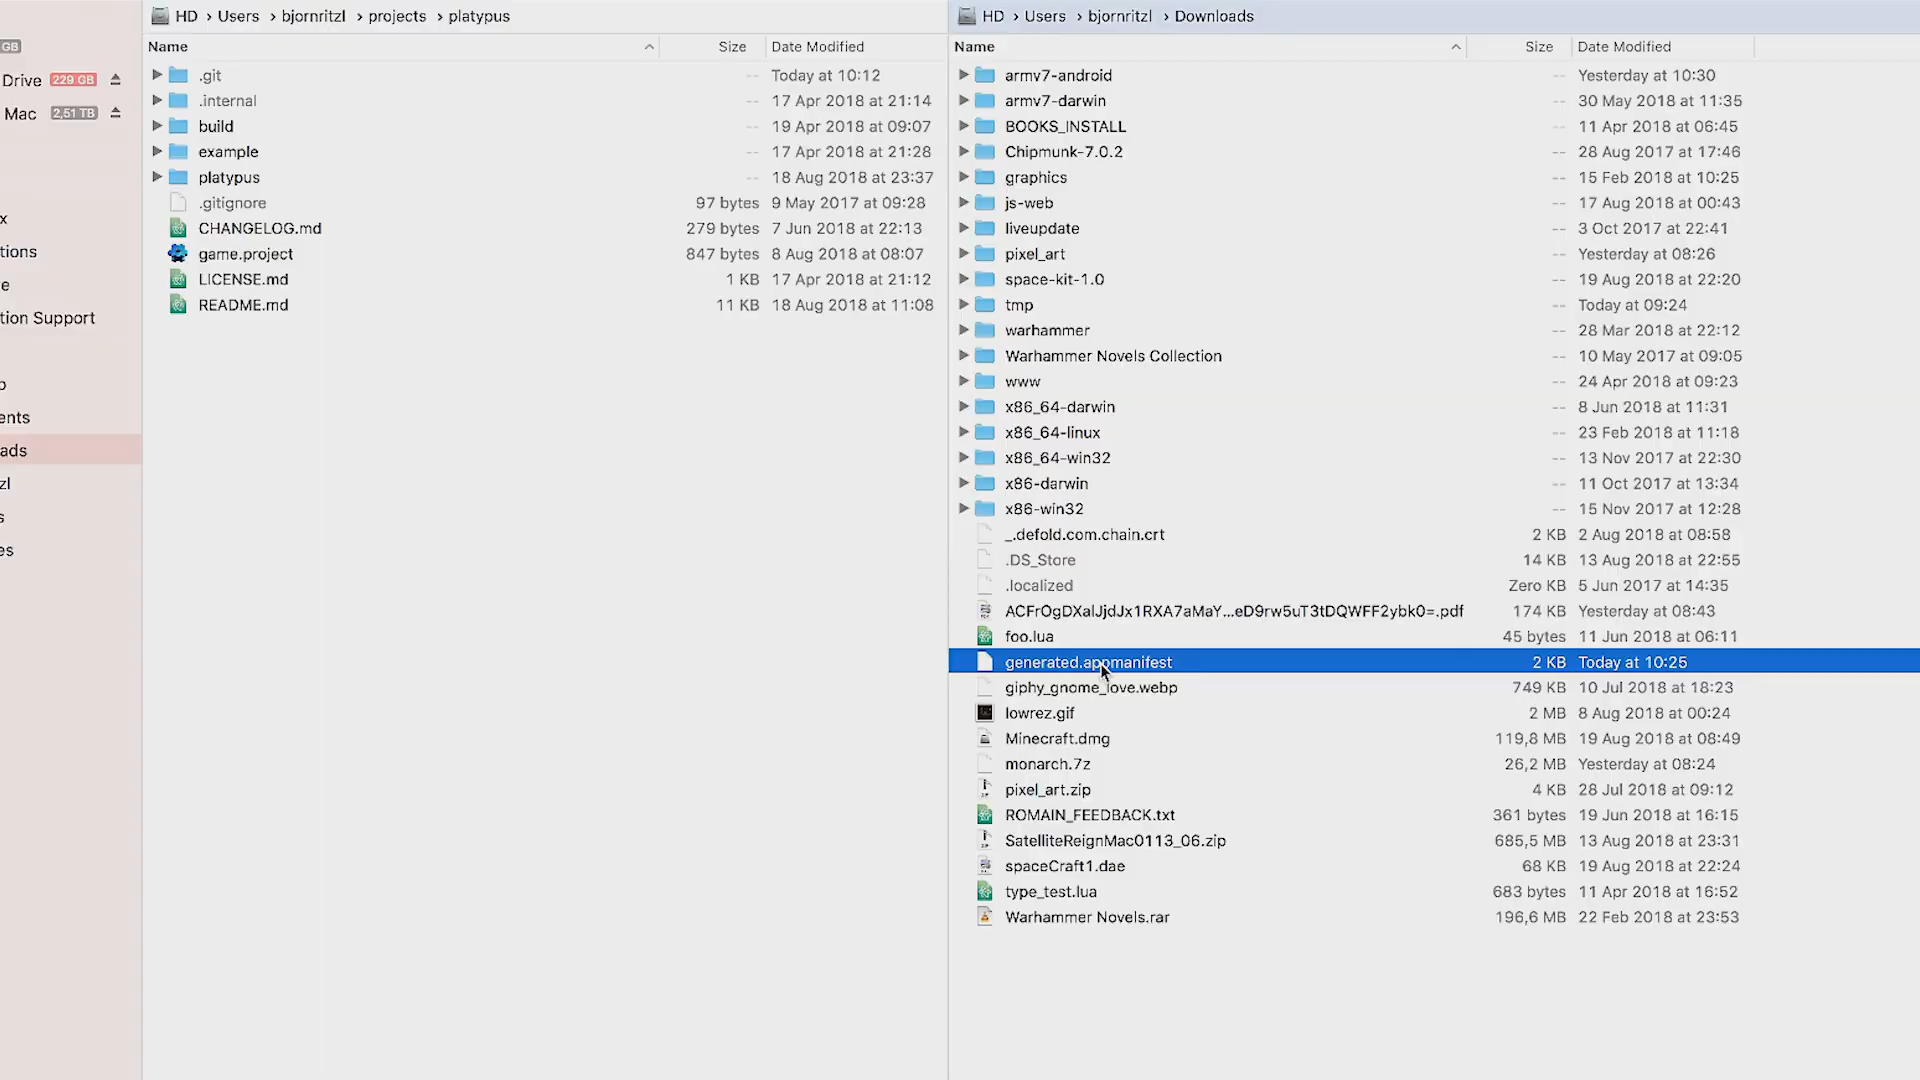 GB
Drive 229 GB
Mac 2,51 TB
x
tions
e
tion Support
p
ents
ads
zl
s
es
HD › Users › bjornritzl › projects › platypus
Name Size Date Modified
.git -- Today at 10:12
.internal -- 17 Apr 2018 at 21:14
build -- 19 Apr 2018 at 09:07
example -- 17 Apr 2018 at 21:28
platypus -- 18 Aug 2018 at 23:37
.gitignore 97 bytes 9 May 2017 at 09:28
CHANGELOG.md 279 bytes 7 Jun 2018 at 22:13
game.project 847 bytes 8 Aug 2018 at 08:07
LICENSE.md 1 KB 17 Apr 2018 at 21:12
README.md 11 KB 18 Aug 2018 at 11:08
HD › Users › bjornritzl › Downloads
Name Size Date Modified
armv7-android -- Yesterday at 10:30
armv7-darwin -- 30 May 2018 at 11:35
BOOKS_INSTALL -- 11 Apr 2018 at 06:45
Chipmunk-7.0.2 -- 28 Aug 2017 at 17:46
graphics -- 15 Feb 2018 at 10:25
js-web -- 17 Aug 2018 at 00:43
liveupdate -- 3 Oct 2017 at 22:41
pixel_art -- Yesterday at 08:26
space-kit-1.0 -- 19 Aug 2018 at 22:20
tmp -- Today at 09:24
warhammer -- 28 Mar 2018 at 22:12
Warhammer Novels Collection -- 10 May 2017 at 09:05
www -- 24 Apr 2018 at 09:23
x86_64-darwin -- 8 Jun 2018 at 11:31
x86_64-linux -- 23 Feb 2018 at 11:18
x86_64-win32 -- 13 Nov 2017 at 22:30
x86-darwin -- 11 Oct 2017 at 13:34
x86-win32 -- 15 Nov 2017 at 12:28
_.defold.com.chain.crt 2 KB 2 Aug 2018 at 08:58
.DS_Store 14 KB 13 Aug 2018 at 22:55
.localized Zero KB 5 Jun 2017 at 14:35
ACFrOgDXalJjdJx1RXA7aMaY...eD9rw5uT3tDQWFF2ybk0=.pdf 174 KB Yesterday at 08:43
foo.lua 45 bytes 11 Jun 2018 at 06:11
generated.appmanifest 2 KB Today at 10:25
giphy_gnome_love.webp 749 KB 10 Jul 2018 at 18:23
lowrez.gif 2 MB 8 Aug 2018 at 00:24
Minecraft.dmg 119,8 MB 19 Aug 2018 at 08:49
monarch.7z 26,2 MB Yesterday at 08:24
pixel_art.zip 4 KB 28 Jul 2018 at 09:12
ROMAIN_FEEDBACK.txt 361 bytes 19 Jun 2018 at 16:15
SatelliteReignMac0113_06.zip 685,5 MB 13 Aug 2018 at 23:31
spaceCraft1.dae 68 KB 19 Aug 2018 at 22:24
type_test.lua 683 bytes 11 Apr 2018 at 16:52
Warhammer Novels.rar 196,6 MB 22 Feb 2018 at 23:53